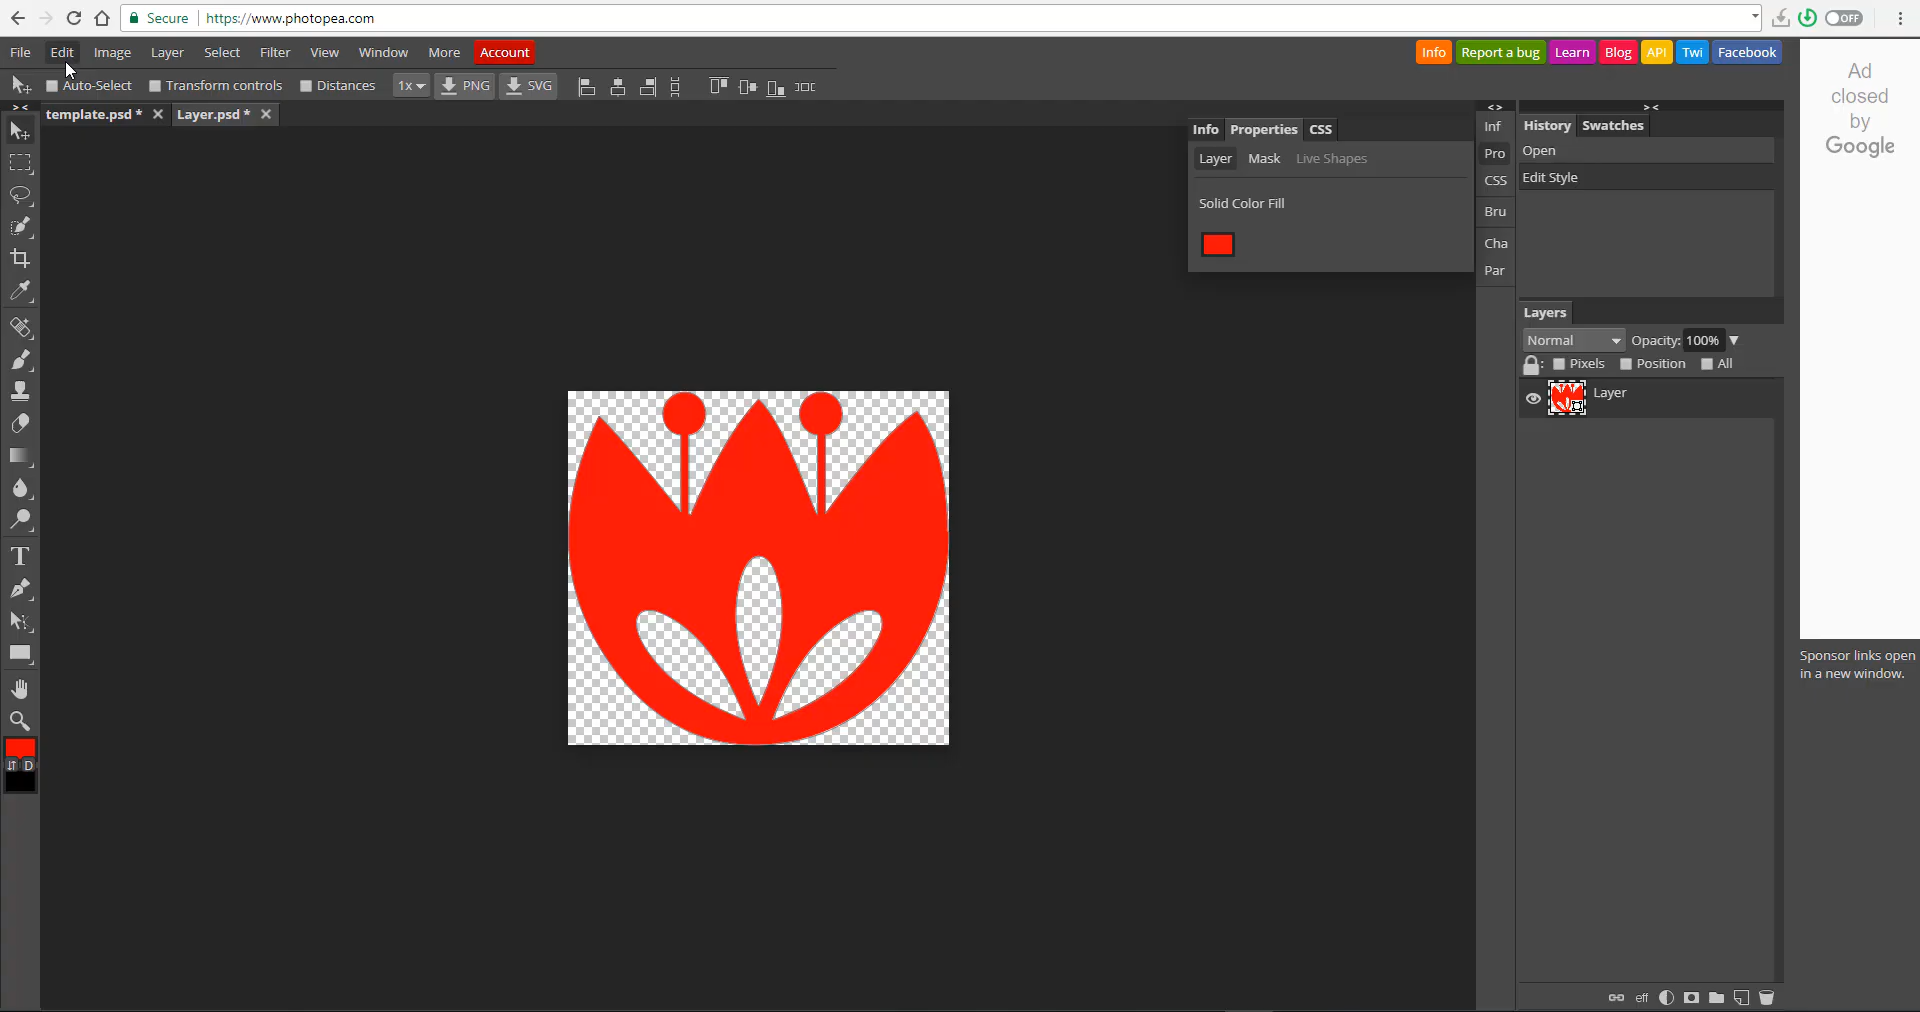 Secure https://www.photopea.com OFF
File Edit Image Layer Select Filter View Window More Account Info Report a bug Learn Blog API Twi Facebook
Auto-Select Transform controls Distances 1x PNG SVG
template.psd * Layer.psd *
Info Properties CSS
Layer Mask Live Shapes
Solid Color Fill
Inf
Pro
CSS
Bru
Cha
Par
History Swatches
Open
Edit Style
Layers
Normal Opacity: 100%
: Pixels Position All
Layer
eff
T
D
Ad
closed
by
Google
Sponsor links open
in a new window.